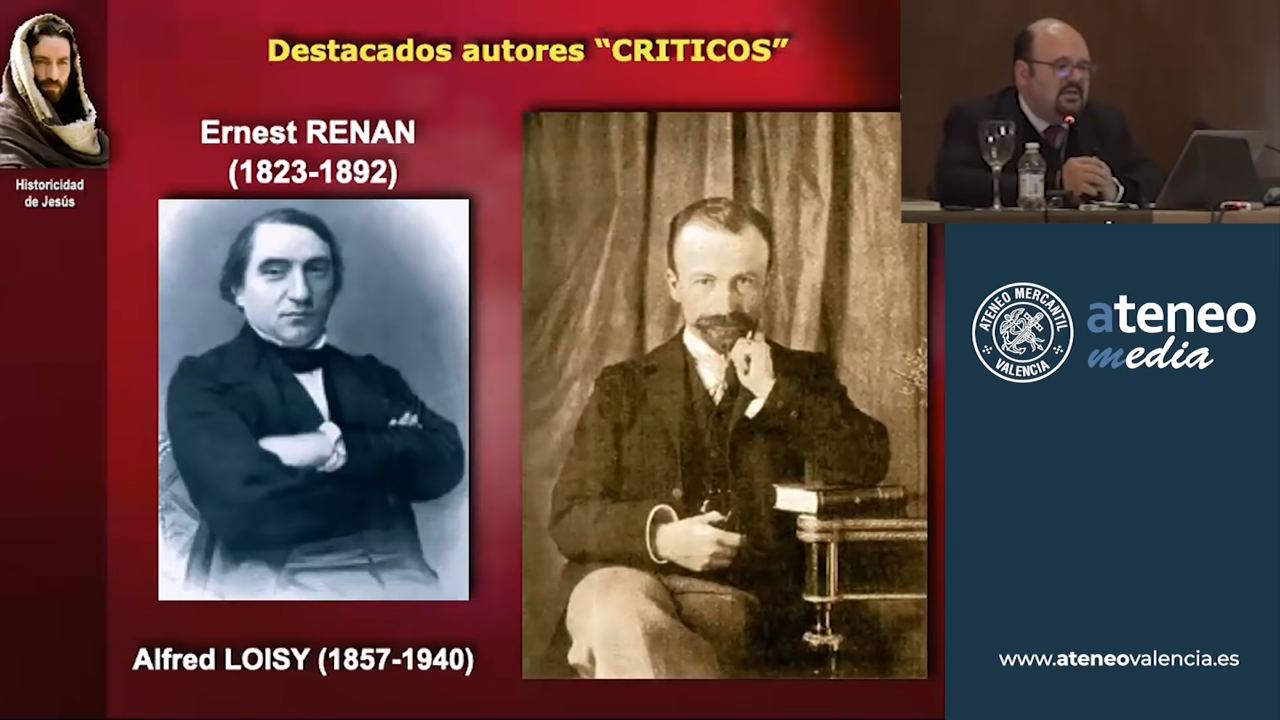 Destacados autores “CRITICOS”
Ernest RENAN
(1823-1892)
Historicidad
de Jesús
Alfred LOISY (1857-1940)
ATENEO MERCANTIL
VALENCIA
ateneo
media
www.ateneovalencia.es